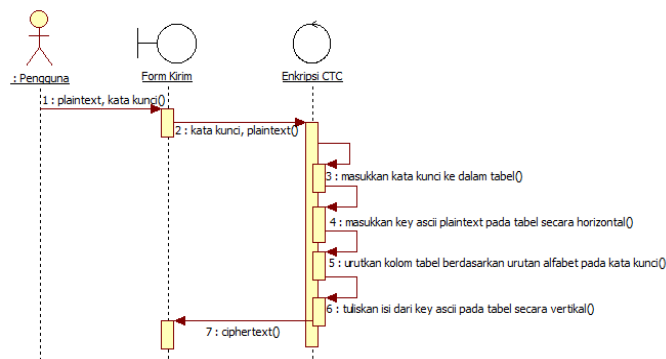 : Pengguna
Form Kirim
Enkripsi CTC
1 : plaintext, kata kunci()
2 : kata kunci, plaintext()
3 : masukkan kata kunci ke dalam tabel()
4 : masukkan key ascii plaintext pada tabel secara horizontal()
5 : urutkan kolom tabel berdasarkan urutan alfabet pada kata kunci()
6 : tuliskan isi dari key ascii pada tabel secara vertikal()
7 : ciphertext()